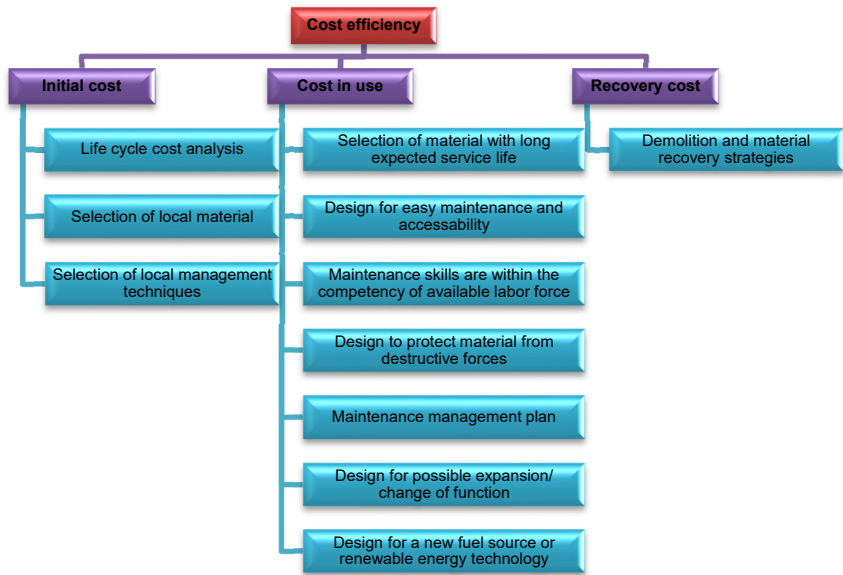 Cost efficiency
Initial cost
Cost in use
Recovery cost
Life cycle cost analysis
Selection of local material
Selection of local management
techniques
Selection of material with long
expected service life
Design for easy maintenance and
accessability
Maintenance skills are within the
competency of available labor force
Design to protect material from
destructive forces
Maintenance management plan
Design for possible expansion/
change of function
Design for a new fuel source or
renewable energy technology
Demolition and material
recovery strategies